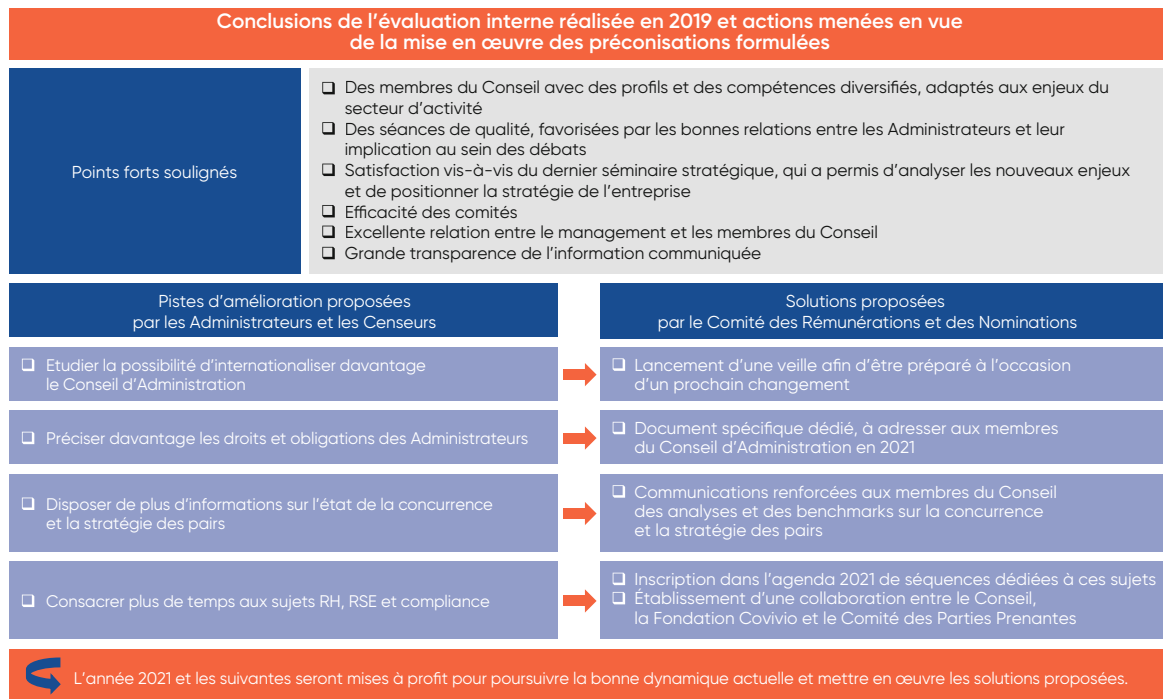 Conclusions de l’évaluation interne réalisée en 2019 et actions menées en vue
de la mise en œuvre des préconisations formulées
Points forts soulignés
❑ Des membres du Conseil avec des profils et des compétences diversifiés, adaptés aux enjeux du
secteur d’activité
❑ Des séances de qualité, favorisées par les bonnes relations entre les Administrateurs et leur
implication au sein des débats
❑ Satisfaction vis-à-vis du dernier séminaire stratégique, qui a permis d’analyser les nouveaux enjeux
et de positionner la stratégie de l’entreprise
❑ Efficacité des comités
❑ Excellente relation entre le management et les membres du Conseil
❑ Grande transparence de l’information communiquée
Pistes d’amélioration proposées
par les Administrateurs et les Censeurs
Solutions proposées
par le Comité des Rémunérations et des Nominations
❑ Etudier la possibilité d’internationaliser davantage
le Conseil d’Administration
❑ Lancement d’une veille afin d’être préparé à l’occasion
d’un prochain changement
❑ Préciser davantage les droits et obligations des Administrateurs
❑ Document spécifique dédié, à adresser aux membres
du Conseil d’Administration en 2021
❑ Disposer de plus d’informations sur l’état de la concurrence
et la stratégie des pairs
❑ Communications renforcées aux membres du Conseil
des analyses et des benchmarks sur la concurrence
et la stratégie des pairs
❑ Consacrer plus de temps aux sujets RH, RSE et compliance
❑ Inscription dans l’agenda 2021 de séquences dédiées à ces sujets
❑ Établissement d’une collaboration entre le Conseil,
la Fondation Covivio et le Comité des Parties Prenantes
L’année 2021 et les suivantes seront mises à profit pour poursuivre la bonne dynamique actuelle et mettre en œuvre les solutions proposées.